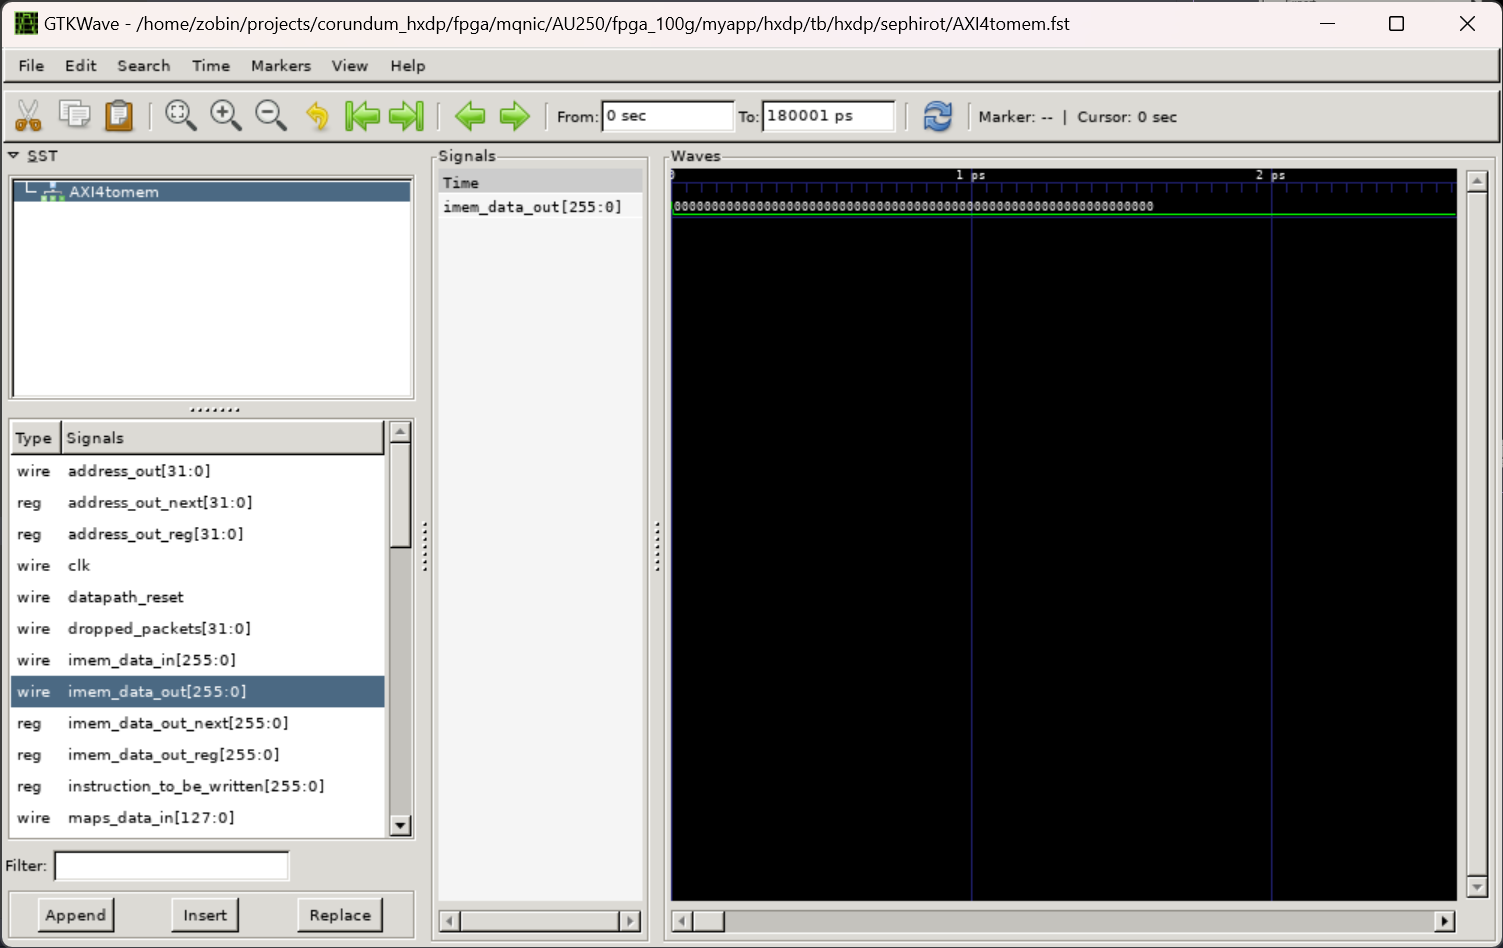 GTKWave - /home/zobin/projects/corundum_hxdp/fpga/mqnic/AU250/fpga_100g/myapp/hxdp/tb/hxdp/sephirot/AXI4tomem.fst
File Edit Search Time Markers View Help
From: 0 sec To: 180001 ps Marker: -- | Cursor: 0 sec
SST
AXI4tomem
Type Signals
wire address_out[31:0]
reg address_out_next[31:0]
reg address_out_reg[31:0]
wire clk
wire datapath_reset
wire dropped_packets[31:0]
wire imem_data_in[255:0]
wire imem_data_out[255:0]
reg imem_data_out_next[255:0]
reg imem_data_out_reg[255:0]
reg instruction_to_be_written[255:0]
wire maps_data_in[127:0]
Filter:
Append Insert Replace
Signals
Time
imem_data_out[255:0]
Waves
1 ps 2 ps
0000000000000000000000000000000000000000000000000000000000000000